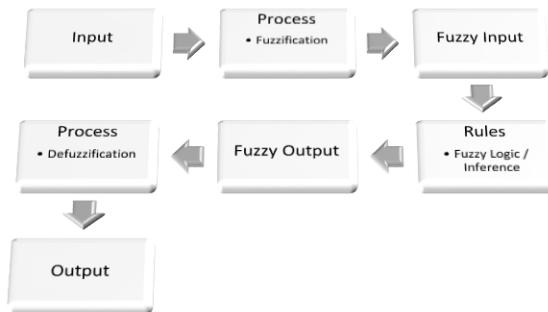 Input
Process
• Fuzzification
Fuzzy Input
Rules
• Fuzzy Logic /
Inference
Fuzzy Output
Process
• Defuzzification
Output